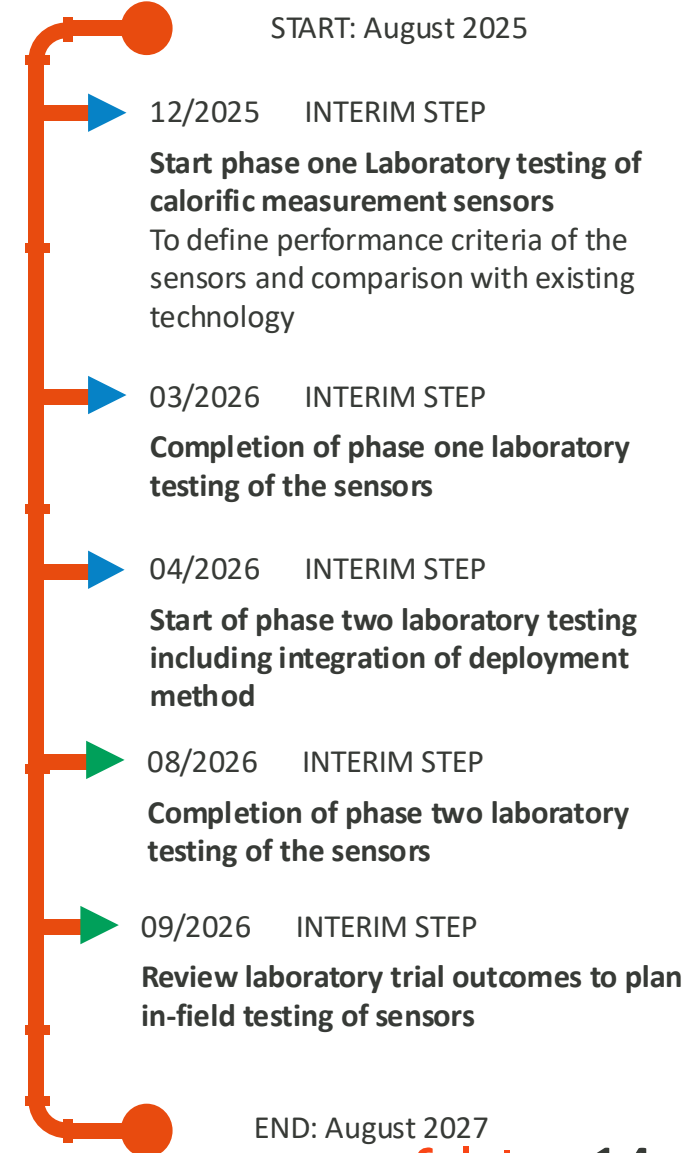 START: August 2025
12/2025 INTERIM STEP
Start phase one Laboratory testing of
calorific measurement sensors
To define performance criteria of the
sensors and comparison with existing
technology
03/2026 INTERIM STEP
Completion of phase one laboratory
testing of the sensors
04/2026 INTERIM STEP
Start of phase two laboratory testing
including integration of deployment
method
08/2026 INTERIM STEP
Completion of phase two laboratory
testing of the sensors
09/2026 INTERIM STEP
Review laboratory trial outcomes to plan
in-field testing of sensors
END: August 2027